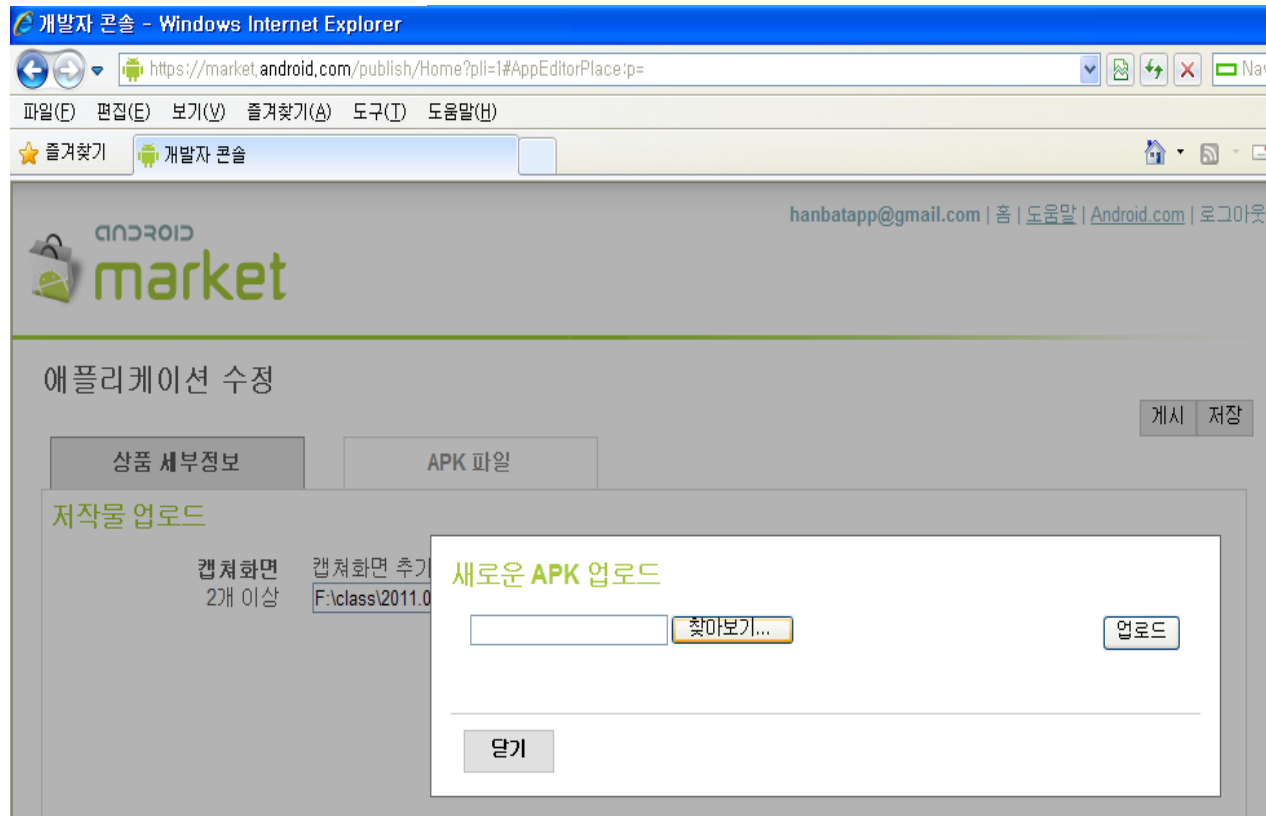 개발자 콘솔 - Windows Internet Explorer
https://market.android.com/publish/Home?pli=1#AppEditorPlace:p=
파일(F) 편집(E) 보기(V) 즐겨찾기(A) 도구(T) 도움말(H)
즐겨찾기 개발자 콘솔
hanbatapp@gmail.com | 홈 | 도움말 | Android.com | 로그아웃
android
market
애플리케이션 수정
게시 저장
상품 세부정보 APK 파일
저작물 업로드
캡쳐화면 캡쳐화면 추가
2개 이상 F:\class\2011.0
새로운 APK 업로드
찾아보기... 업로드
닫기